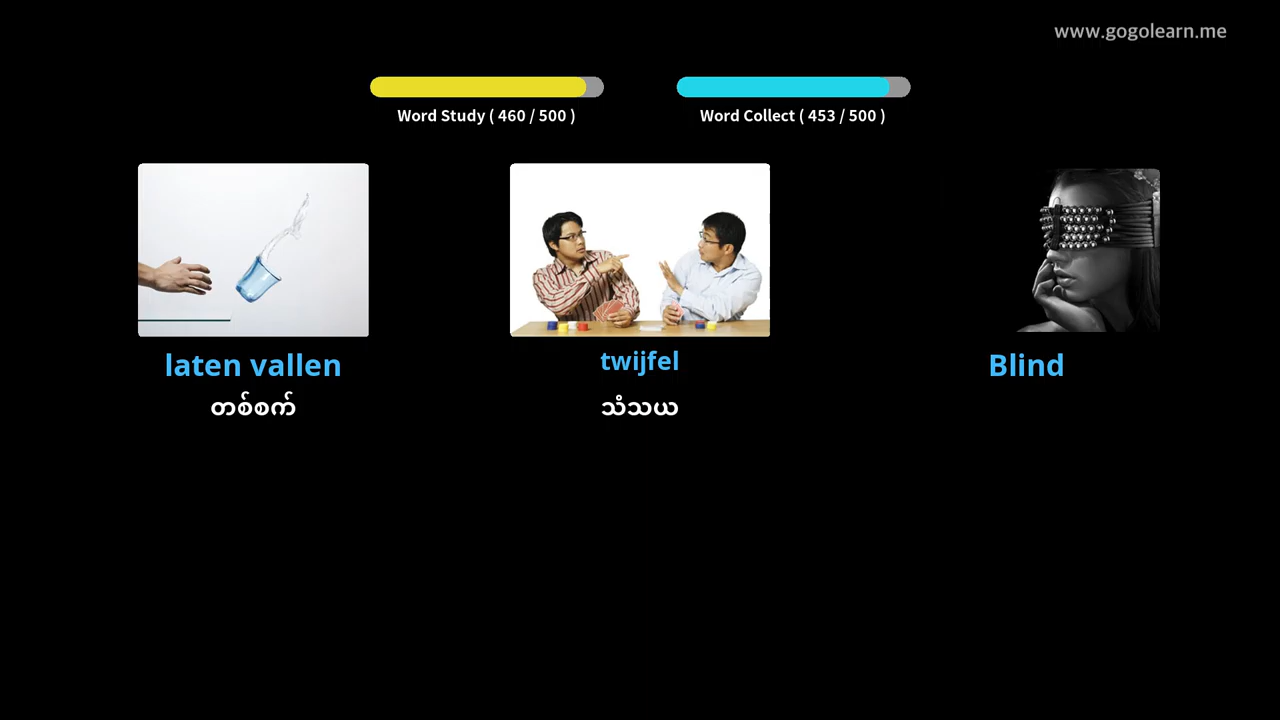 www.gogolearn.me
Word Study ( 460 / 500 )
Word Collect ( 453 / 500 )
laten vallen
twijfel
Blind
တစ်စက်
သံသယ